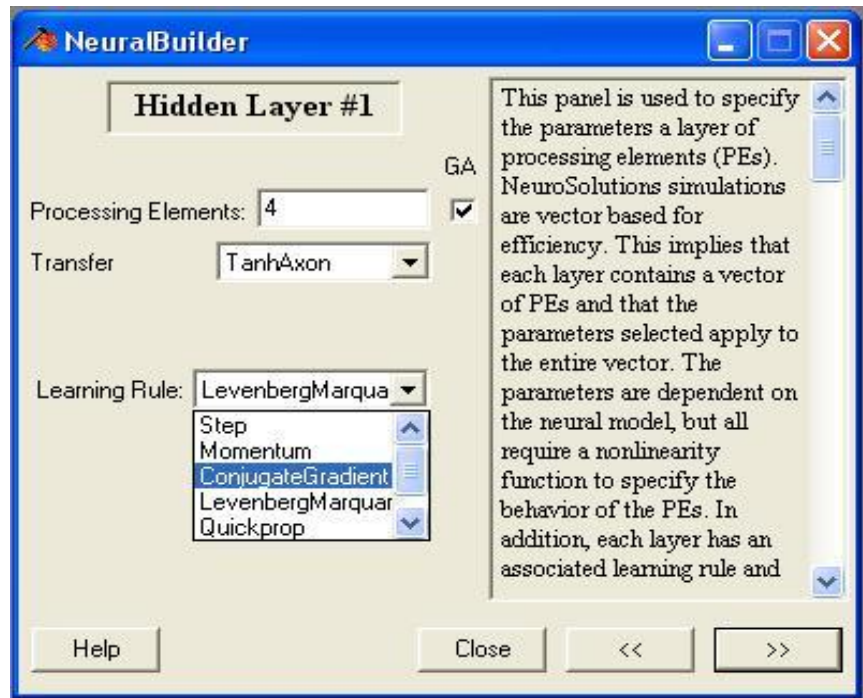 NeuralBuilder
Hidden Layer #1
GA
Processing Elements: 4
Transfer TanhAxon
Learning Rule: LevenbergMarqua
Step
Momentum
ConjugateGradient
LevenbergMarquar
Quickprop
This panel is used to specify
the parameters a layer of
processing elements (PEs).
NeuroSolutions simulations
are vector based for
efficiency. This implies that
each layer contains a vector
of PEs and that the
parameters selected apply to
the entire vector. The
parameters are dependent on
the neural model, but all
require a nonlinearity
function to specify the
behavior of the PEs. In
addition, each layer has an
associated learning rule and
Help Close << >>